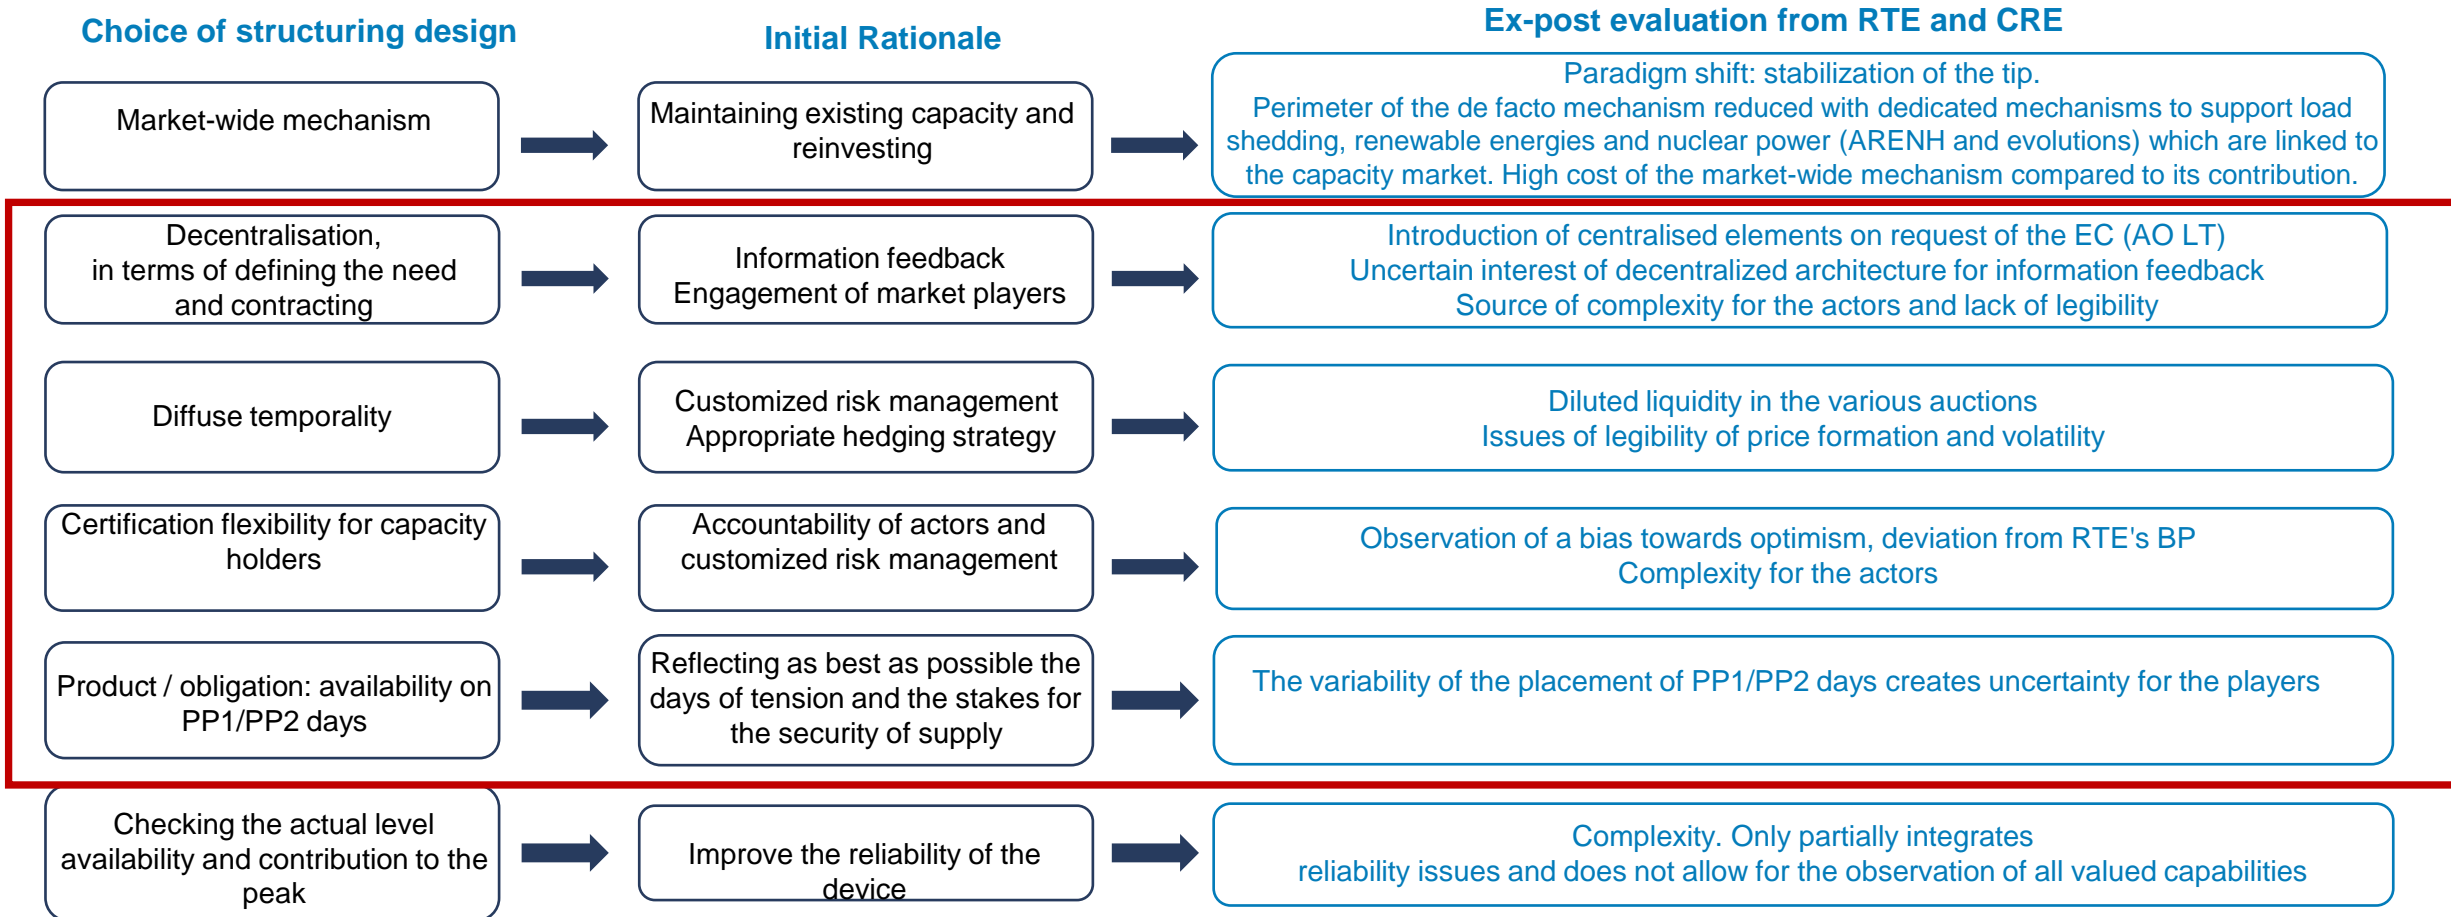 Choice of structuring design
Initial Rationale
Ex-post evaluation from RTE and CRE
Market-wide mechanism
Maintaining existing capacity and
reinvesting
Paradigm shift: stabilization of the tip.
Perimeter of the de facto mechanism reduced with dedicated mechanisms to support load
shedding, renewable energies and nuclear power (ARENH and evolutions) which are linked to
the capacity market. High cost of the market-wide mechanism compared to its contribution.
Decentralisation,
in terms of defining the need
and contracting
Information feedback
Engagement of market players
Introduction of centralised elements on request of the EC (AO LT)
Uncertain interest of decentralized architecture for information feedback
Source of complexity for the actors and lack of legibility
Diffuse temporality
Customized risk management
Appropriate hedging strategy
Diluted liquidity in the various auctions
Issues of legibility of price formation and volatility
Certification flexibility for capacity
holders
Accountability of actors and
customized risk management
Observation of a bias towards optimism, deviation from RTE's BP
Complexity for the actors
Product / obligation: availability on
PP1/PP2 days
Reflecting as best as possible the
days of tension and the stakes for
the security of supply
The variability of the placement of PP1/PP2 days creates uncertainty for the players
Checking the actual level
availability and contribution to the
peak
Improve the reliability of the
device
Complexity. Only partially integrates
reliability issues and does not allow for the observation of all valued capabilities